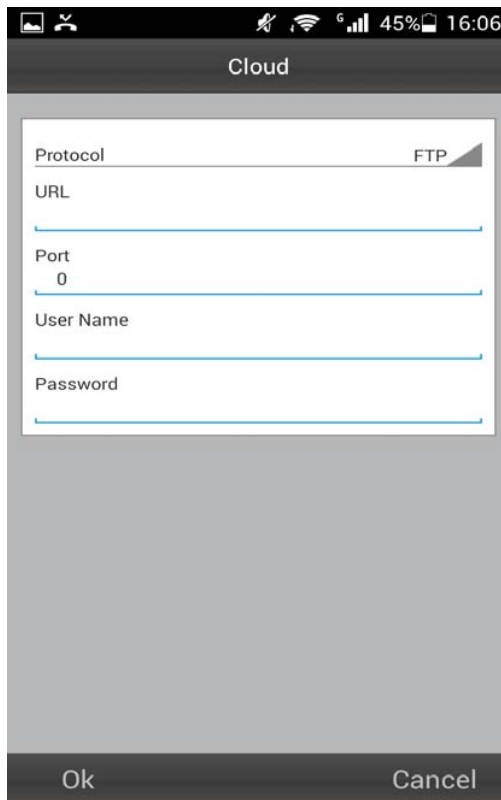 G 45% 16:06
Cloud
Protocol FTP
URL
Port
0
User Name
Password
Ok Cancel